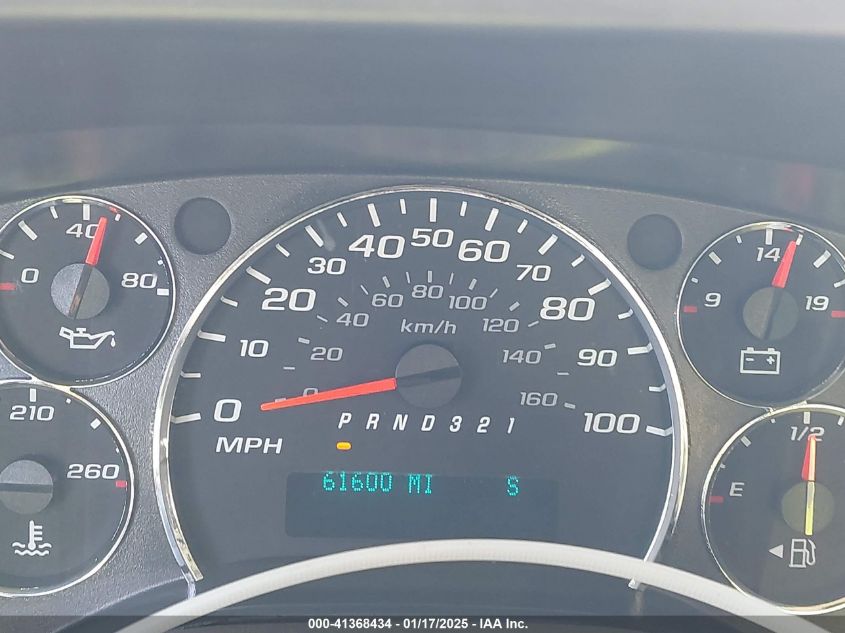 0 40 80
210 260
0 10 20 30 40 50 60 70 80 90 100
MPH
0 20 40 60 80 100 120 140 160
km/h
P R N D 3 2 1
61600 MI S
9 14 19
E 1/2
000-41368434 - 01/17/2025 - IAA Inc.